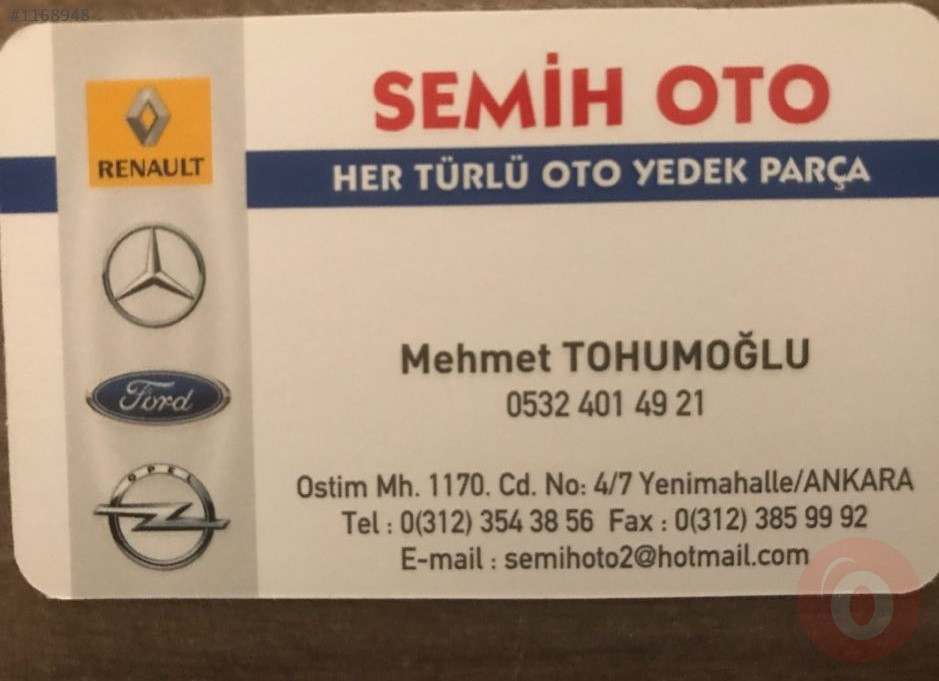 #1168948
SEMİH OTO
HER TÜRLÜ OTO YEDEK PARÇA
RENAULT
Ford
OPEL
Mehmet TOHUMOĞLU
0532 401 49 21
Ostim Mh. 1170. Cd. No: 4/7 Yenimahalle/ANKARA
Tel : 0(312) 354 38 56 Fax : 0(312) 385 99 92
E-mail : semihoto2@hotmail.com